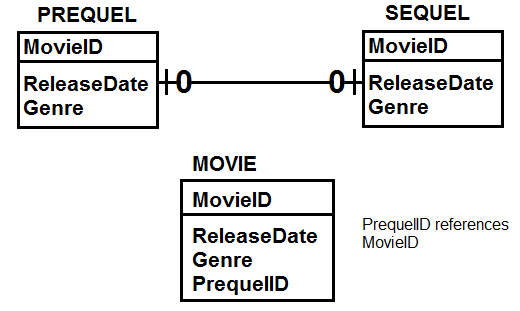 PREQUEL
MovieID
ReleaseDate
Genre
SEQUEL
MovieID
ReleaseDate
Genre
MOVIE
MovieID
ReleaseDate
Genre
PrequelID
PrequelID references
MovieID